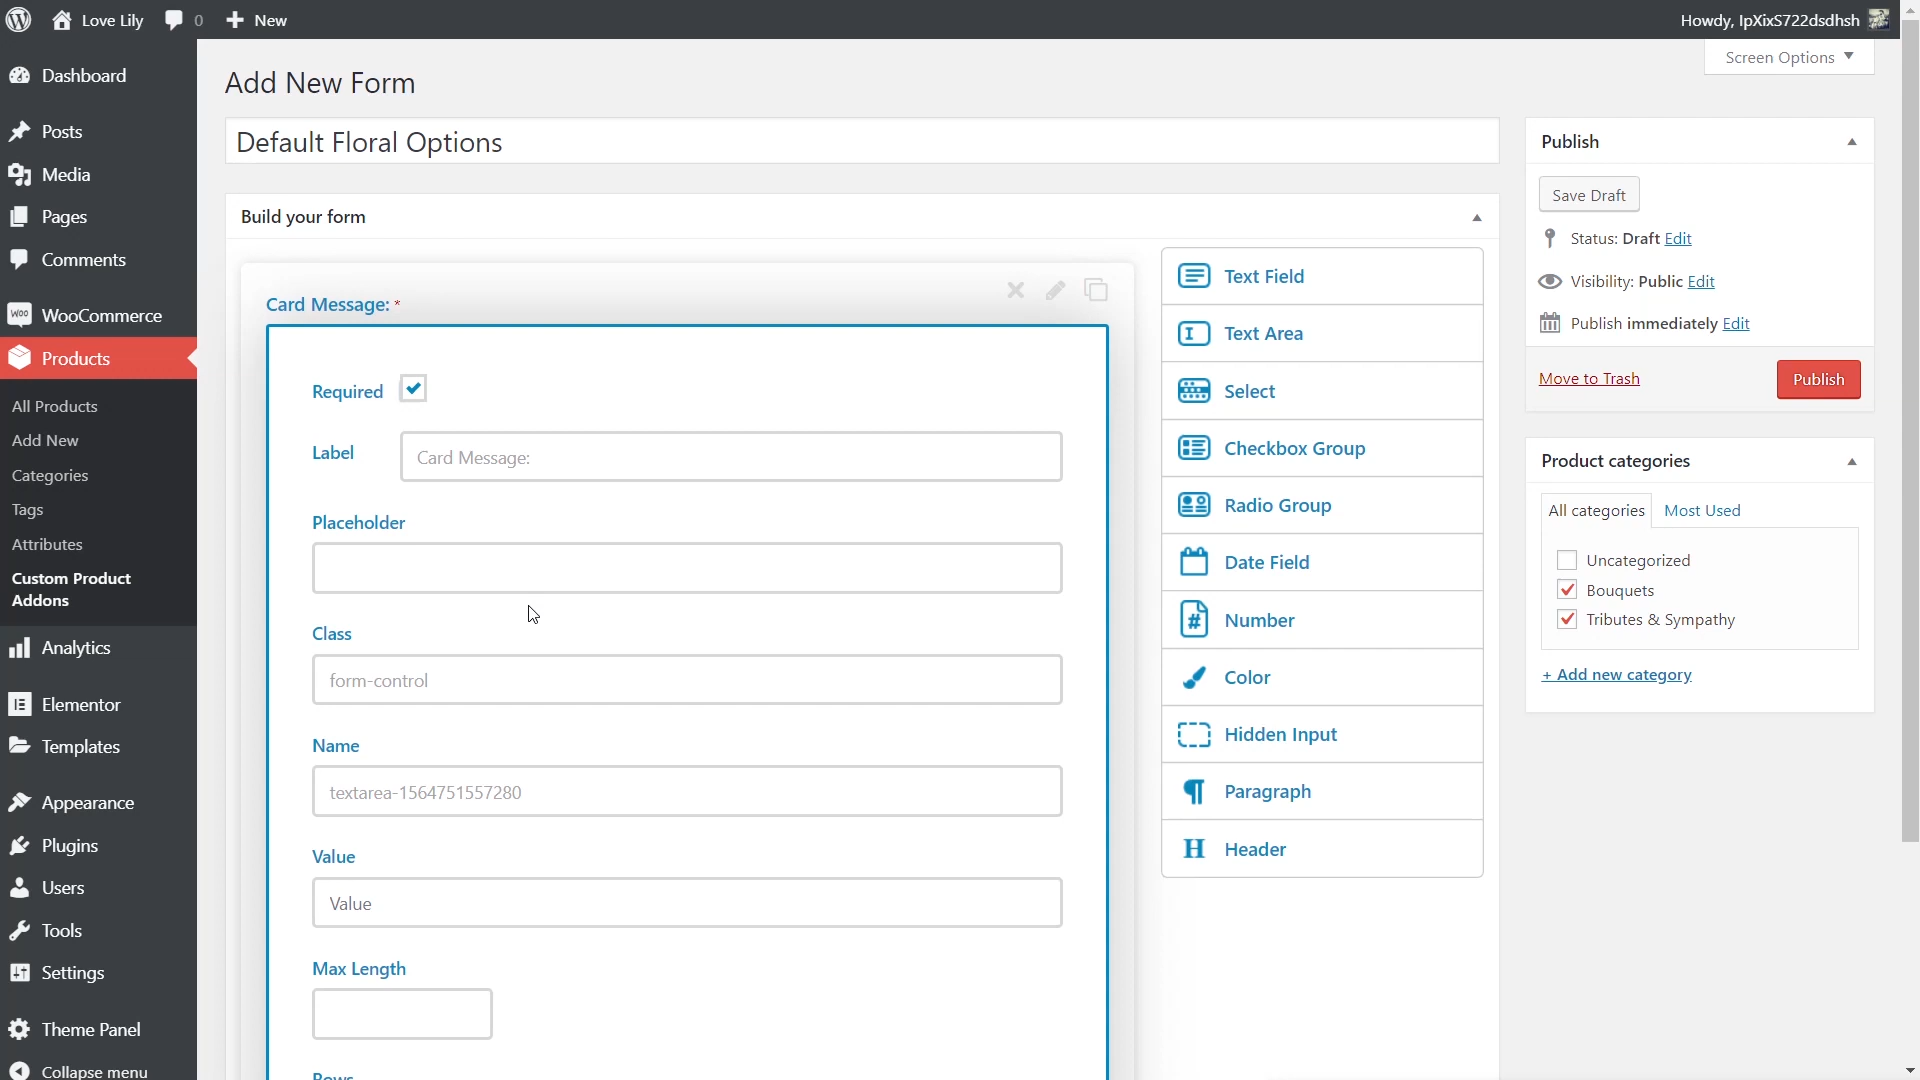 Love Lily
0
New
Howdy, IpXixS722dsdhsh
Screen Options
Dashboard
Posts
Media
Pages
Comments
WOO
WooCommerce
Products
All Products
Add New
Categories
Tags
Attributes
Custom Product
Addons
Analytics
Elementor
Templates
Appearance
Plugins
Users
Tools
Settings
Theme Panel
Collapse menu
Add New Form
Default Floral Options
Build your form
Card Message: *
Required
Label
Card Message:
Placeholder
Class
form-control
Name
textarea-1564751557280
Value
Value
Max Length
Rows
Text Field
Text Area
Select
Checkbox Group
Radio Group
Date Field
Number
Color
Hidden Input
Paragraph
Header
Publish
Save Draft
Status: Draft Edit
Visibility: Public Edit
Publish immediately Edit
Move to Trash
Publish
Product categories
All categories
Most Used
Uncategorized
Bouquets
Tributes & Sympathy
+ Add new category